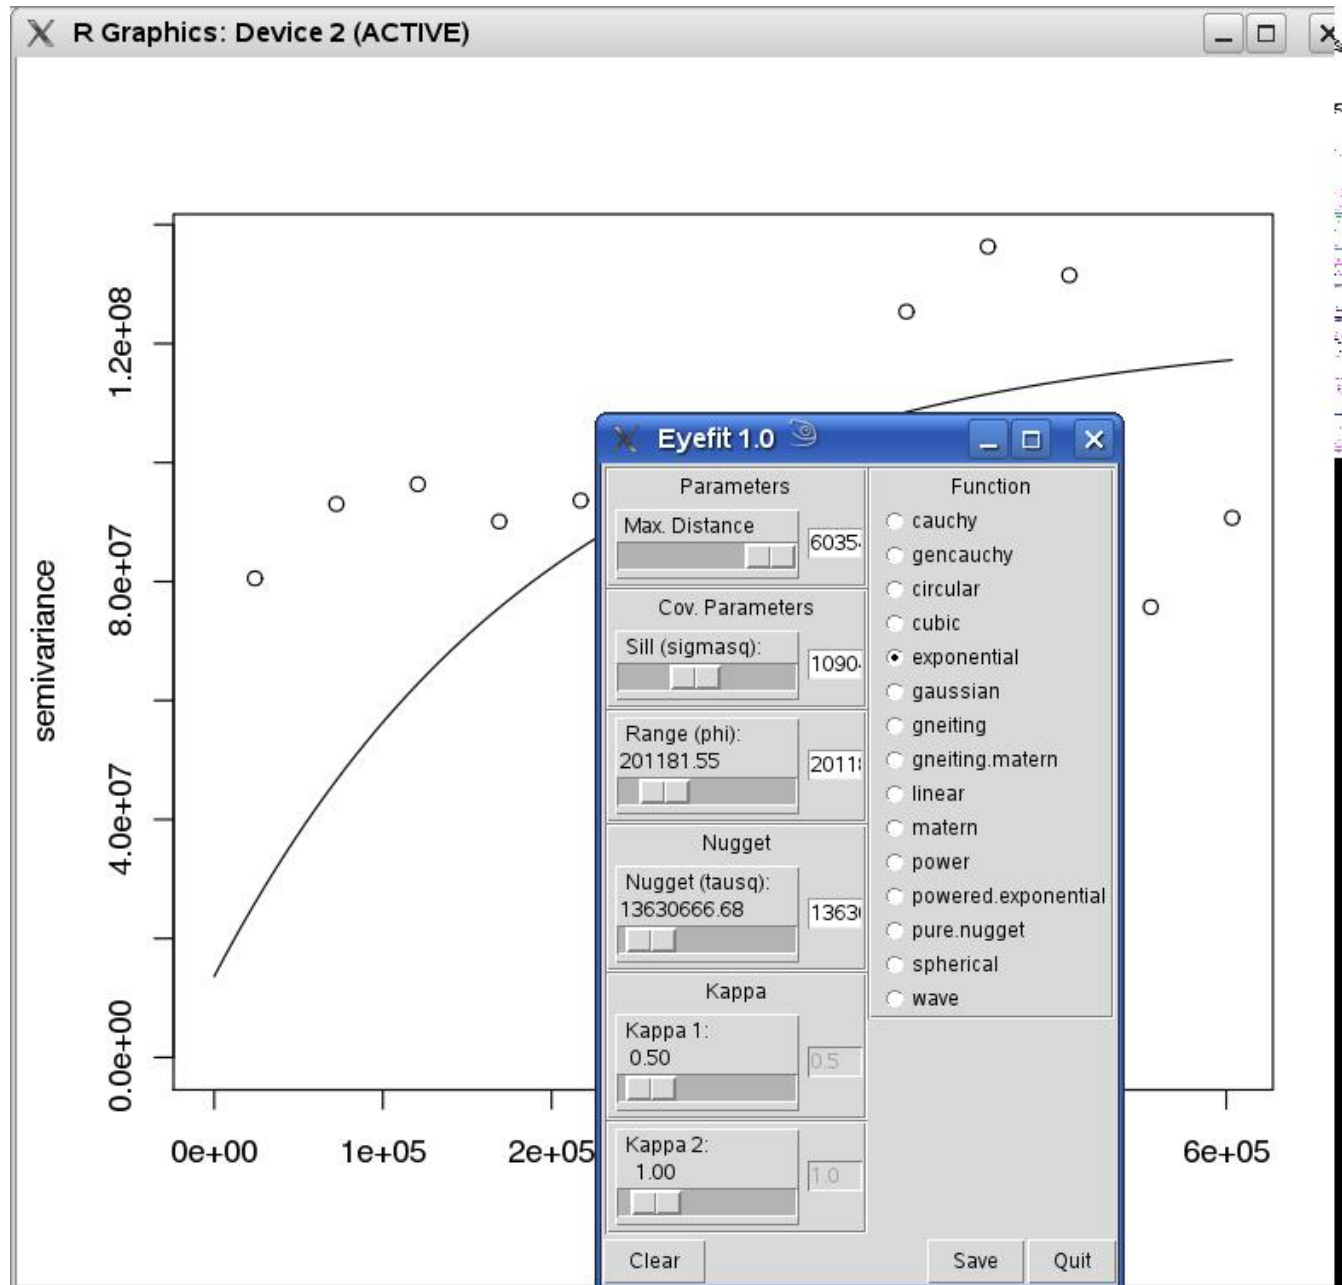 R Graphics: Device 2 (ACTIVE)
semivariance
0.0e+00
4.0e+07
8.0e+07
1.2e+08
0e+00
1e+05
2e+05
6e+05
Eyefit 1.0
Parameters
Max. Distance
6035
Cov. Parameters
Sill (sigmasq):
1090
Range (phi):
201181.55
2011
Nugget
Nugget (tausq):
13630666.68
1363
Kappa
Kappa 1:
0.50
0.5
Kappa 2:
1.00
1.0
Function
cauchy
gencauchy
circular
cubic
exponential
gaussian
gneiting
gneiting.matern
linear
matern
power
powered.exponential
pure.nugget
spherical
wave
Clear
Save
Quit